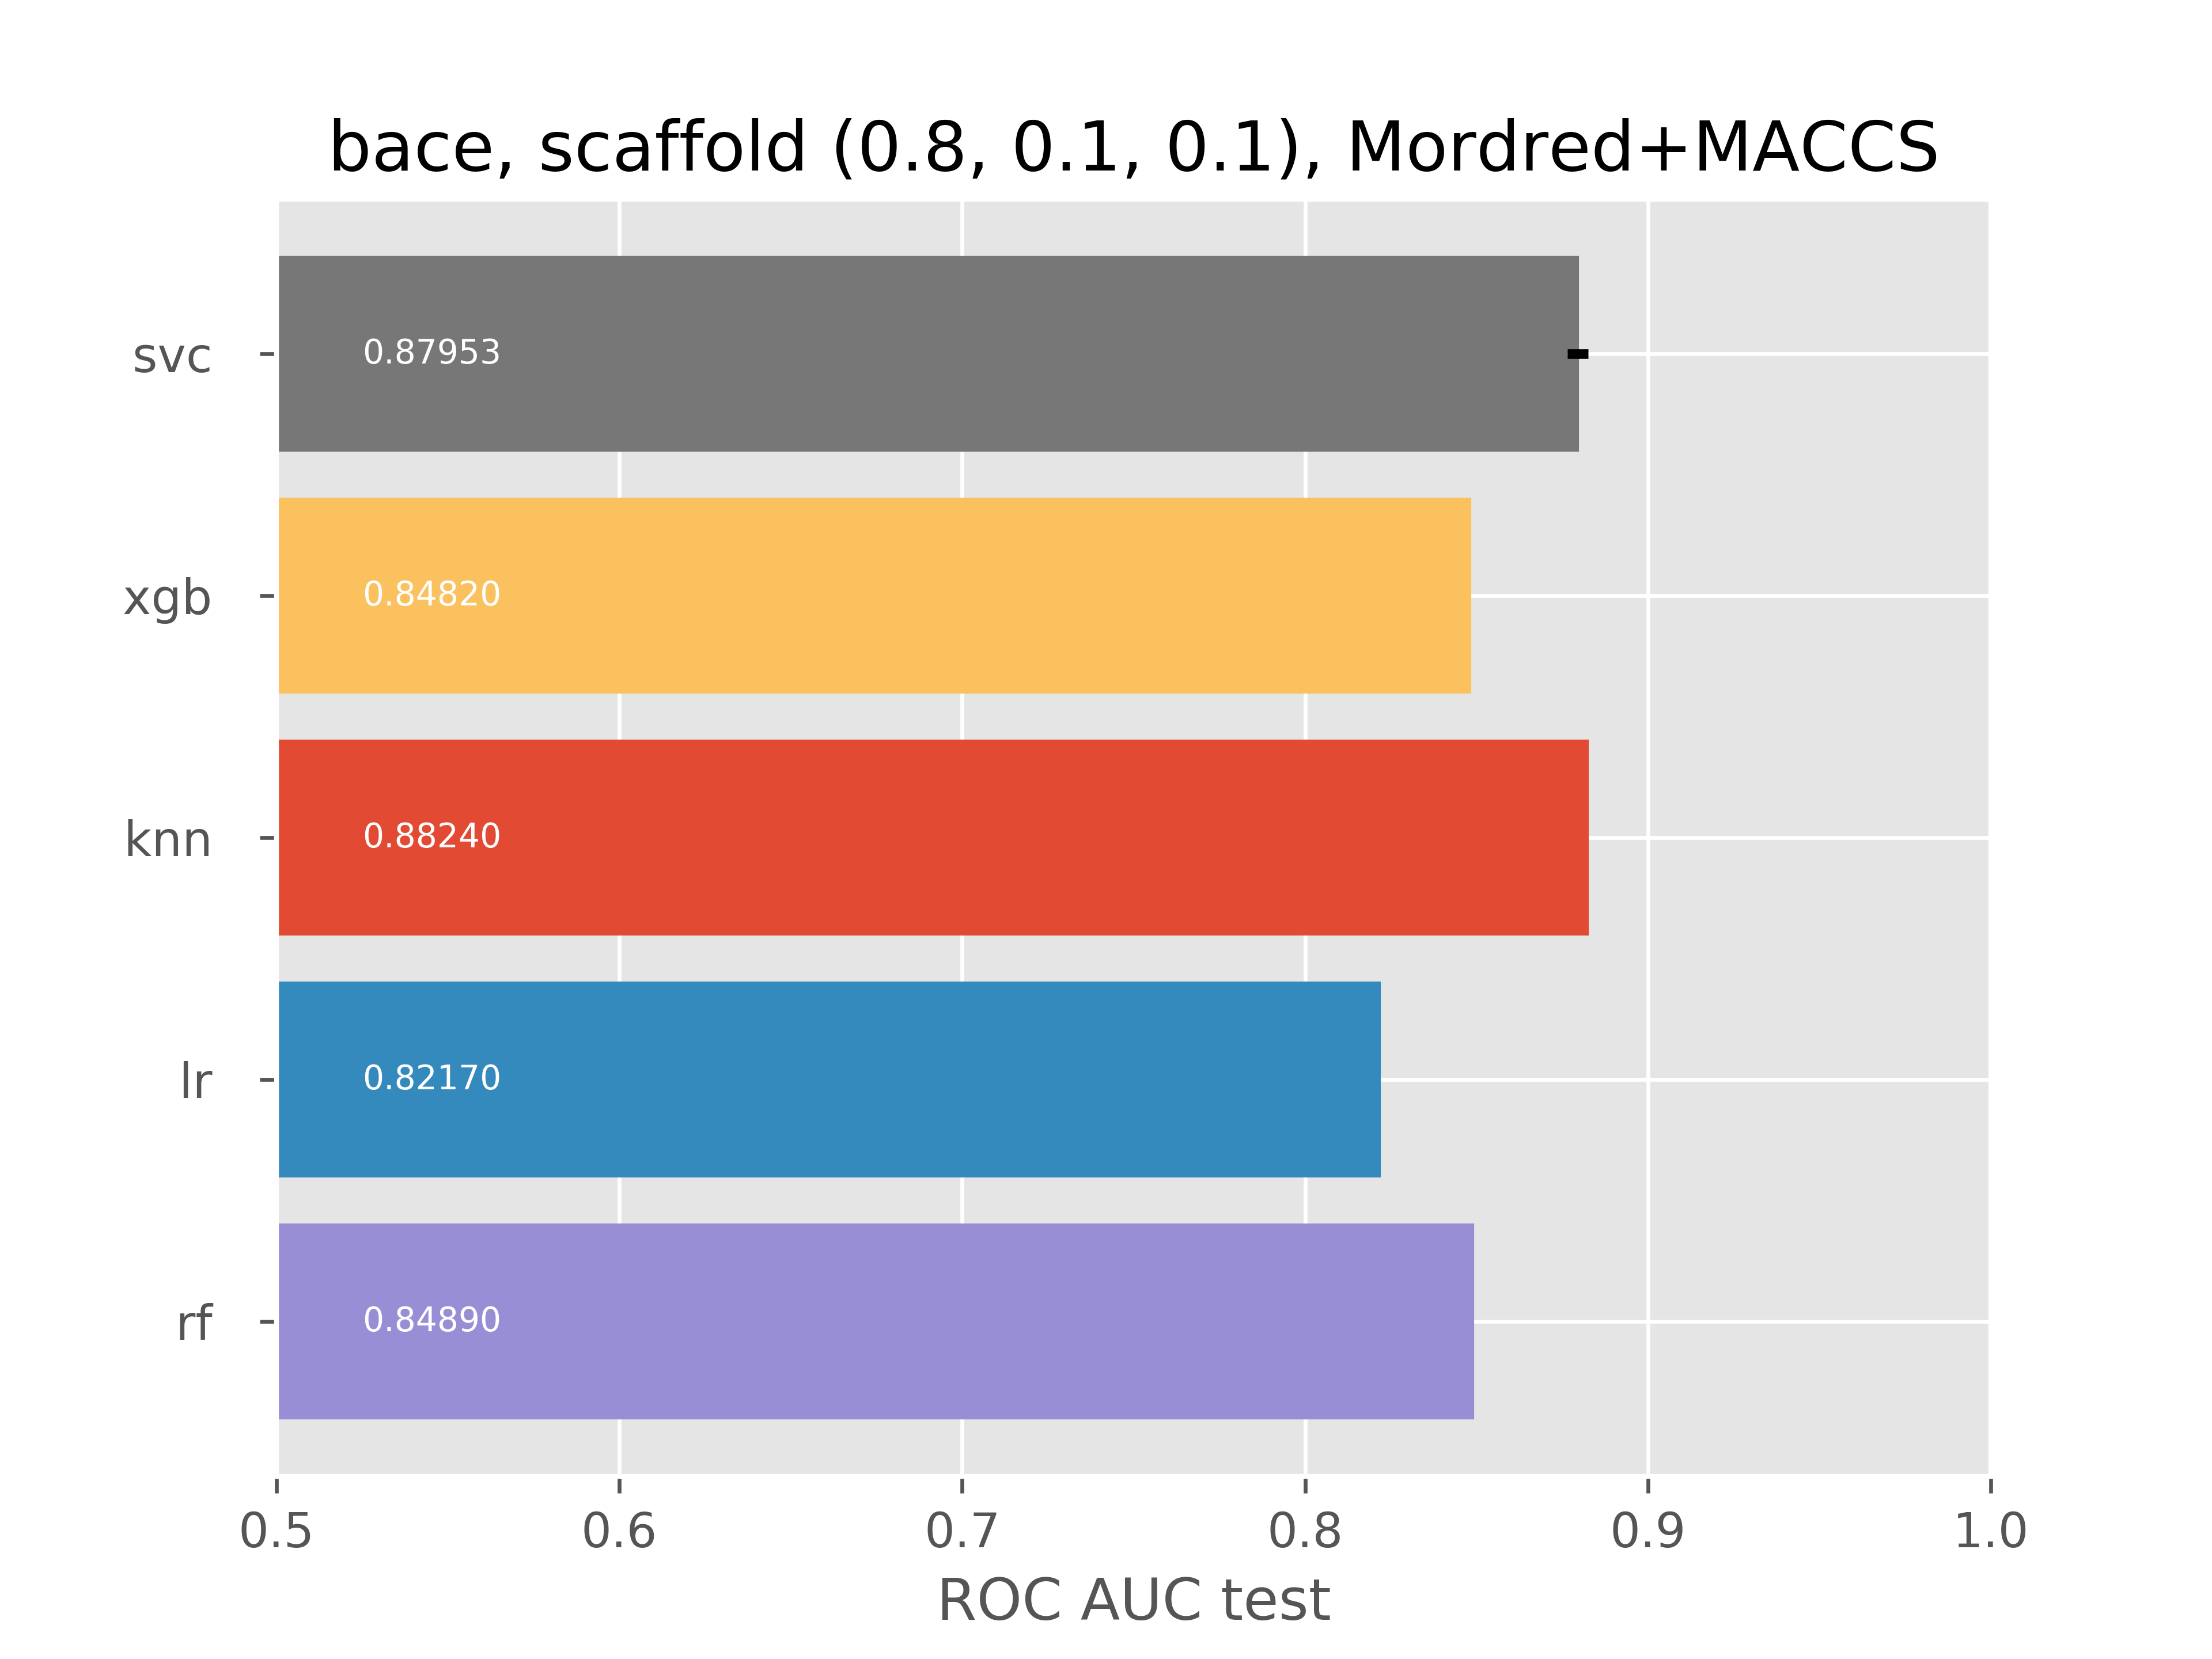 bace, scaffold (0.8, 0.1, 0.1), Mordred+MACCS
svc
0.87953
xgb
0.84820
knn
0.88240
lr
0.82170
rf
0.84890
0.5 0.6 0.7 0.8 0.9 1.0
ROC AUC test